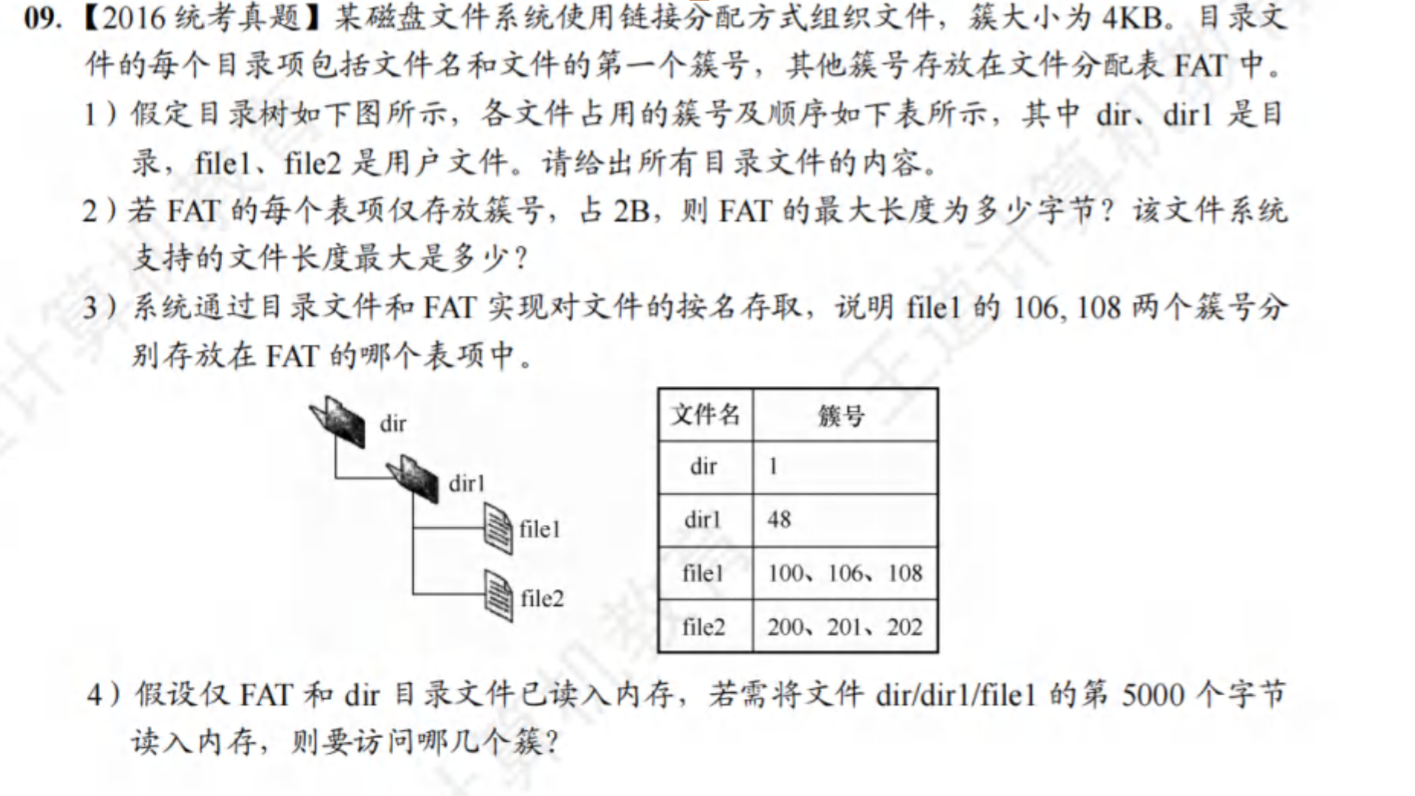 09.【2016 统考真题】某磁盘文件系统使用链接分配方式组织文件，簇大小为 4KB。目录文
件的每个目录项包括文件名和文件的第一个簇号，其他簇号存放在文件分配表 FAT 中。
1）假定目录树如下图所示，各文件占用的簇号及顺序如下表所示，其中 dir、dir1 是目
录，file1、file2 是用户文件。请给出所有目录文件的内容。
2）若 FAT 的每个表项仅存放簇号，占 2B，则 FAT 的最大长度为多少字节？该文件系统
支持的文件长度最大是多少？
3）系统通过目录文件和 FAT 实现对文件的按名存取，说明 file1 的 106, 108 两个簇号分
别存放在 FAT 的哪个表项中。
dir
dir1
file1
file2
文件名 簇号
dir 1
dir1 48
file1 100、106、108
file2 200、201、202
4）假设仅 FAT 和 dir 目录文件已读入内存，若需将文件 dir/dir1/file1 的第 5000 个字节
读入内存，则要访问哪几个簇？
王道计算机教育